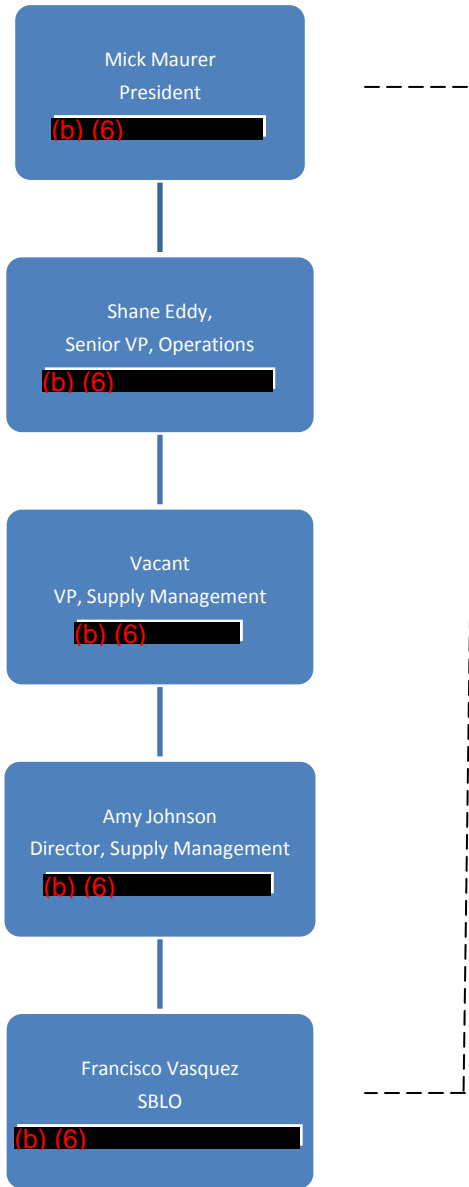 Mick Maurer
President
(b) (6)
Shane Eddy,
Senior VP, Operations
(b) (6)
Vacant
VP, Supply Management
(b) (6)
Amy Johnson
Director, Supply Management
(b) (6)
Francisco Vasquez
SBLO
(b) (6)